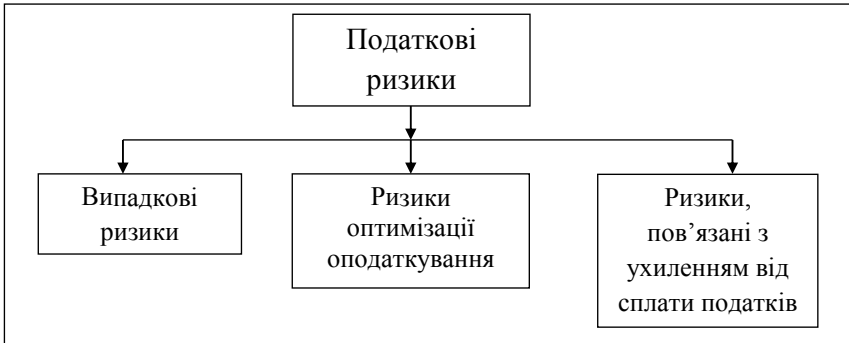 Податкові
ризики
Випадкові
ризики
Ризики
оптимізації
оподаткування
Ризики,
пов’язані з
ухиленням від
сплати податків